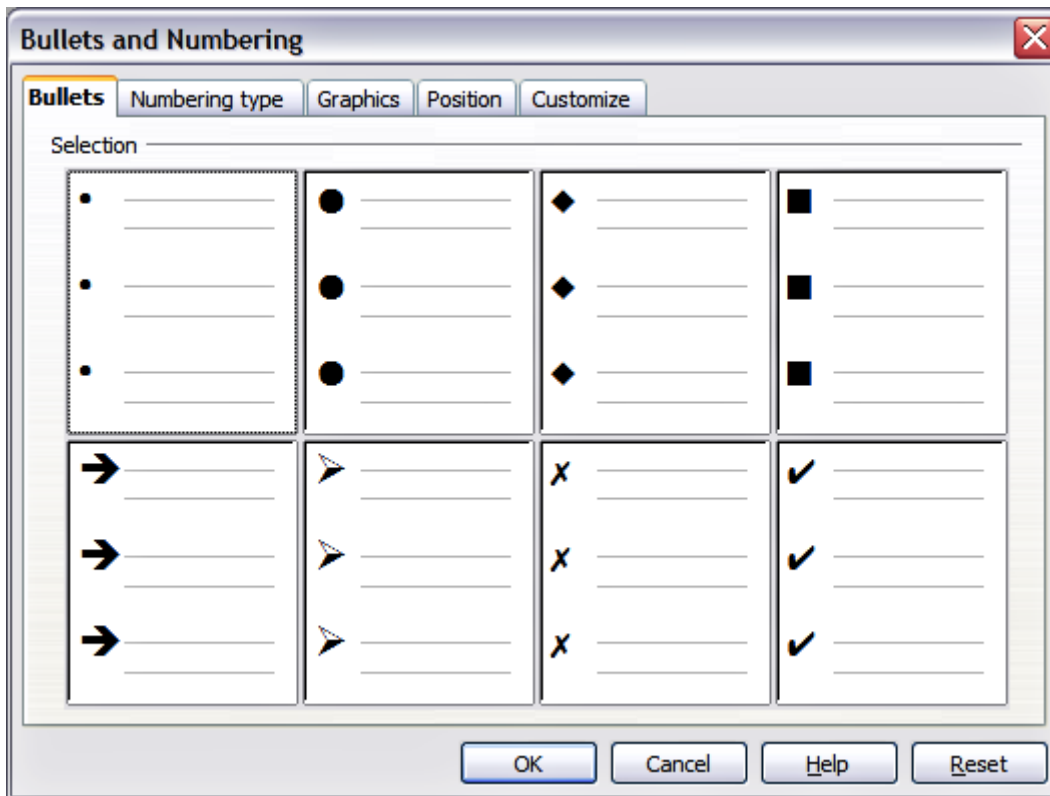 Bullets and Numbering
Bullets Numbering type Graphics Position Customize
Selection
OK Cancel Help Reset